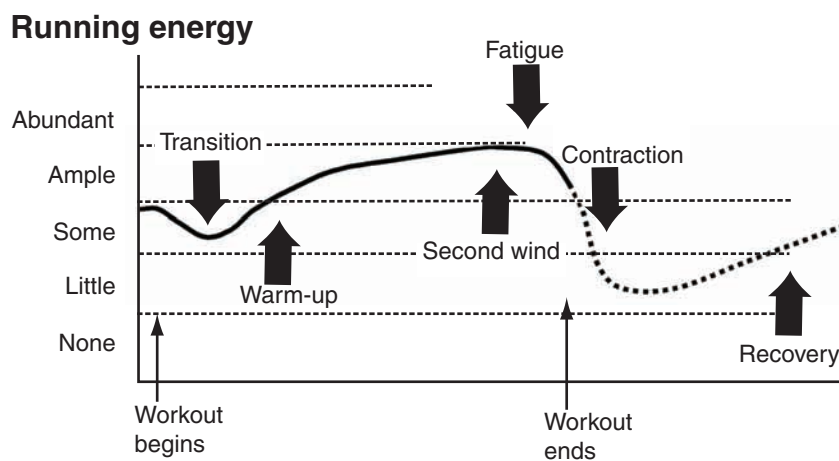 Running energy
Fatigue
Abundant
Transition
Contraction
Ample
Some
Second wind
Little
Warm-up
None
Recovery
Workout
begins
Workout
ends